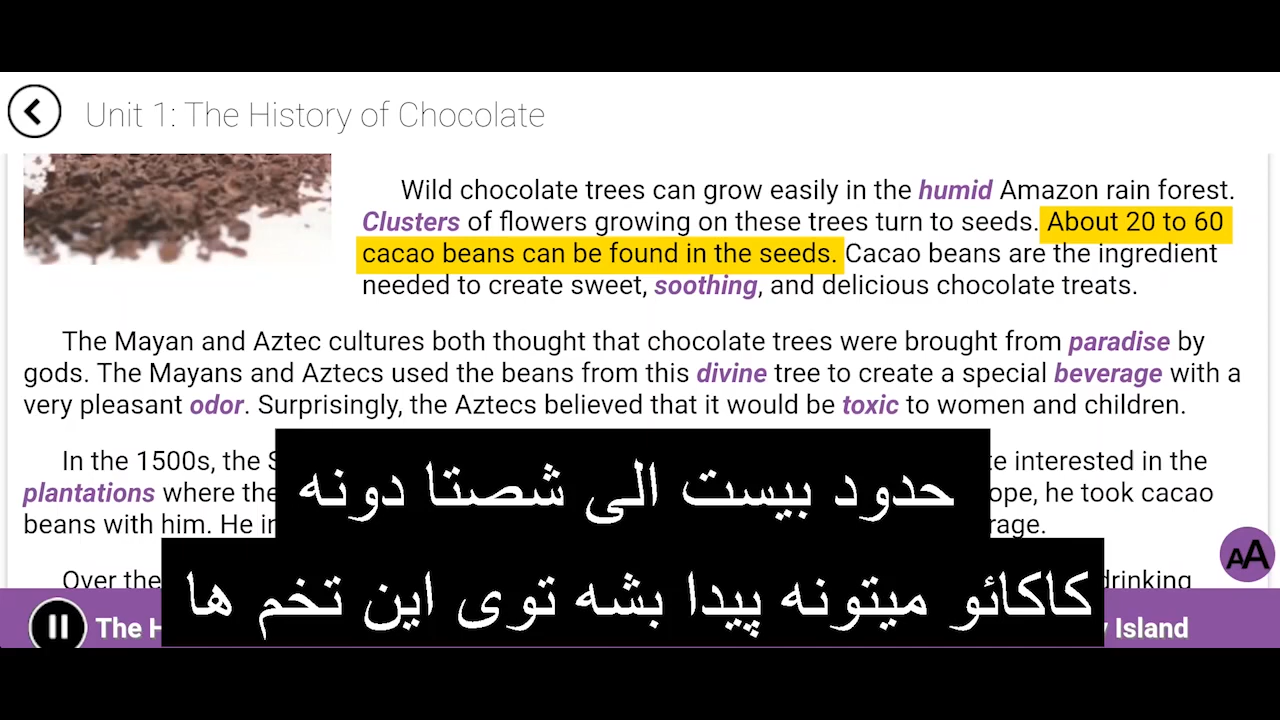 Unit 1: The History of Chocolate
Wild chocolate trees can grow easily in the humid Amazon rain forest.
Clusters of flowers growing on these trees turn to seeds. About 20 to 60
cacao beans can be found in the seeds. Cacao beans are the ingredient
needed to create sweet, soothing, and delicious chocolate treats.
The Mayan and Aztec cultures both thought that chocolate trees were brought from paradise by
gods. The Mayans and Aztecs used the beans from this divine tree to create a special beverage with a
very pleasant odor. Surprisingly, the Aztecs believed that it would be toxic to women and children.
In the 1500s, the interested in the
plantations where he took cacao
beans with him. He
حدود بیست الی شصتا دونه
کاکائو میتونه پیدا بشه توی این تخم ها
Over the drinking
AA
The Island